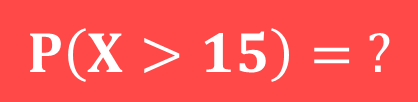 P(X > 15) = ?